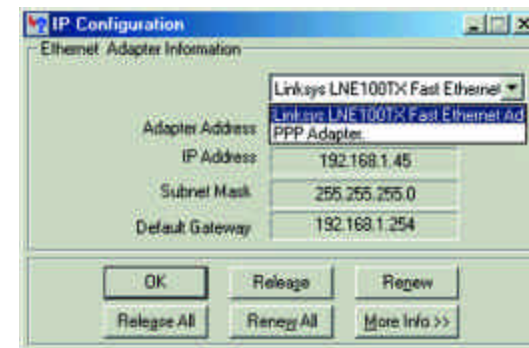 IP Configuration
Ethernet Adapter Information
Linksys LNE100TX Fast Ethernet
Linksys LNE100TX Fast Ethernet Ad
PPP Adapter.
Adapter Address
IP Address 192.168.1.45
Subnet Mask 255.255.255.0
Default Gateway 192.168.1.254
OK Release Renew
Release All Renew All More Info >>